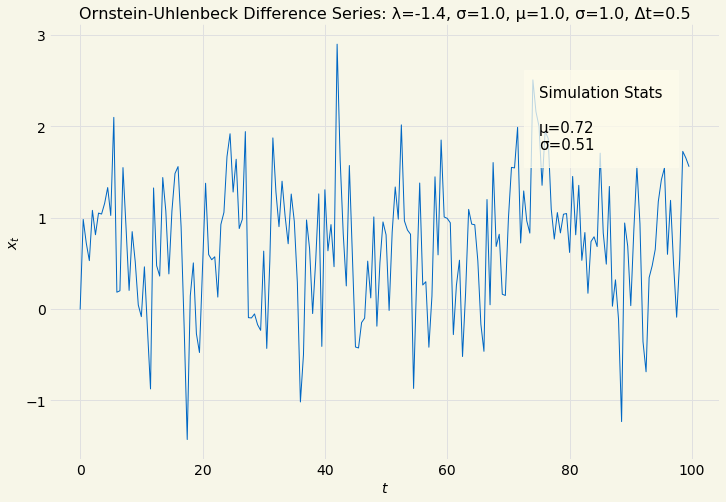 Ornstein-Uhlenbeck Difference Series: λ=-1.4, σ=1.0, μ=1.0, σ=1.0, Δt=0.5
3
Simulation Stats
2
μ=0.72
σ=0.51
x_t
1
0
−1
0 20 40 60 80 100
t